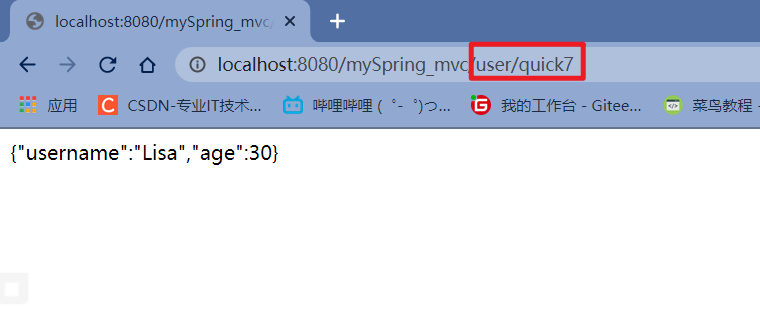 localhost:8080/mySpring_mvc/
localhost:8080/mySpring_mvc/user/quick7
应用 CSDN-专业IT技术... 哔哩哔哩 (゜-゜)つ... 我的工作台 - Gitee... 菜鸟教程 -
{"username":"Lisa","age":30}